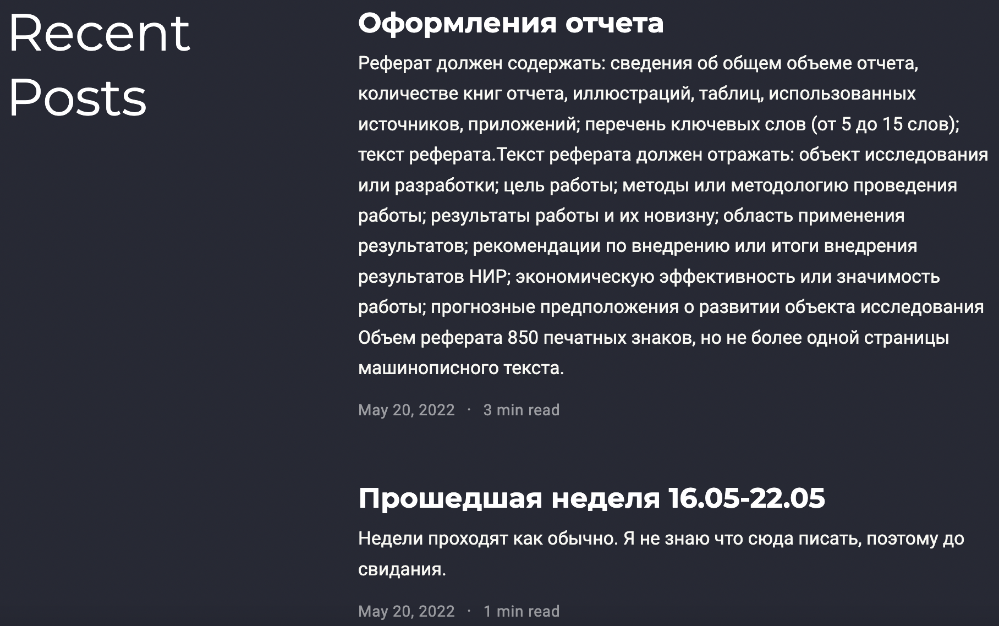 Recent
Posts
Оформления отчета
Реферат должен содержать: сведения об общем объеме отчета,
количестве книг отчета, иллюстраций, таблиц, использованных
источников, приложений; перечень ключевых слов (от 5 до 15 слов);
текст реферата.Текст реферата должен отражать: объект исследования
или разработки; цель работы; методы или методологию проведения
работы; результаты работы и их новизну; область применения
результатов; рекомендации по внедрению или итоги внедрения
результатов НИР; экономическую эффективность или значимость
работы; прогнозные предположения о развитии объекта исследования
Объем реферата 850 печатных знаков, но не более одной страницы
машинописного текста.
May 20, 2022 · 3 min read
Прошедшая неделя 16.05-22.05
Недели проходят как обычно. Я не знаю что сюда писать, поэтому до
свидания.
May 20, 2022 · 1 min read